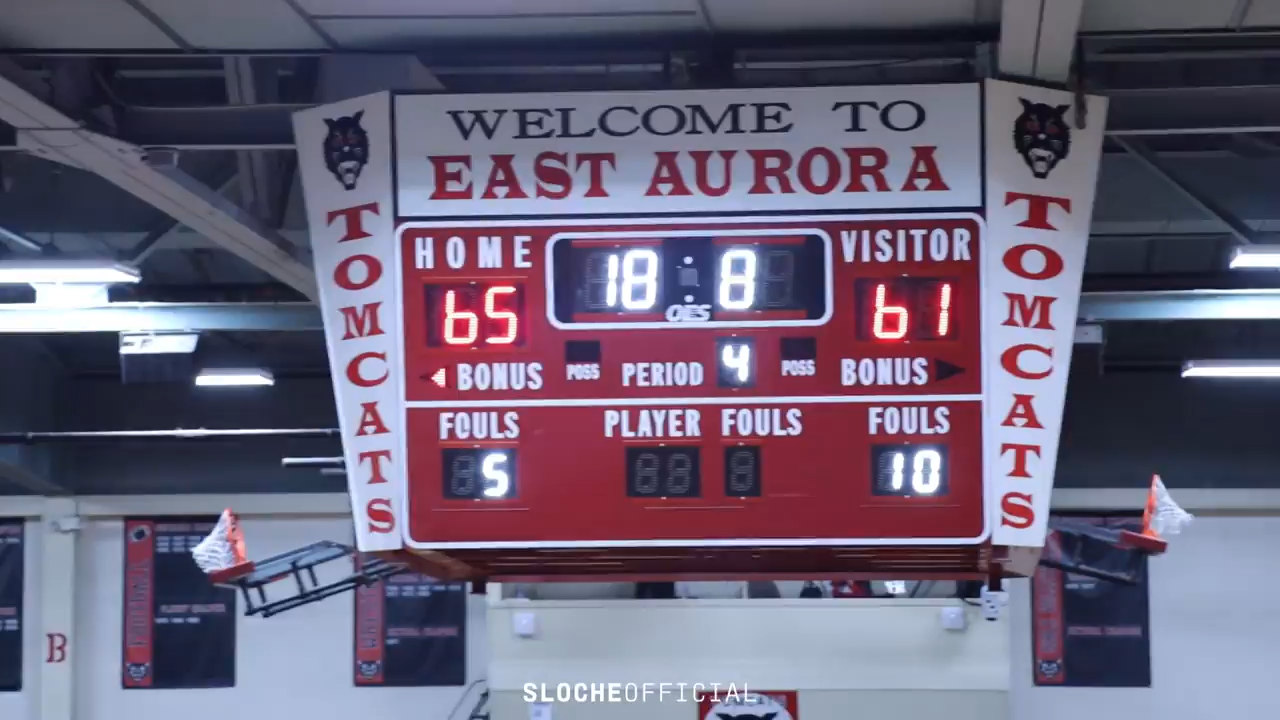 WELCOME TO
EAST AURORA
TOMCATS
TOMCATS
HOME
18:8
VISITOR
65
OES
61
BONUS
POSS
PERIOD 4
POSS
BONUS
FOULS
PLAYER FOULS
FOULS
5
10
B
SLOCHEOFFICIAL